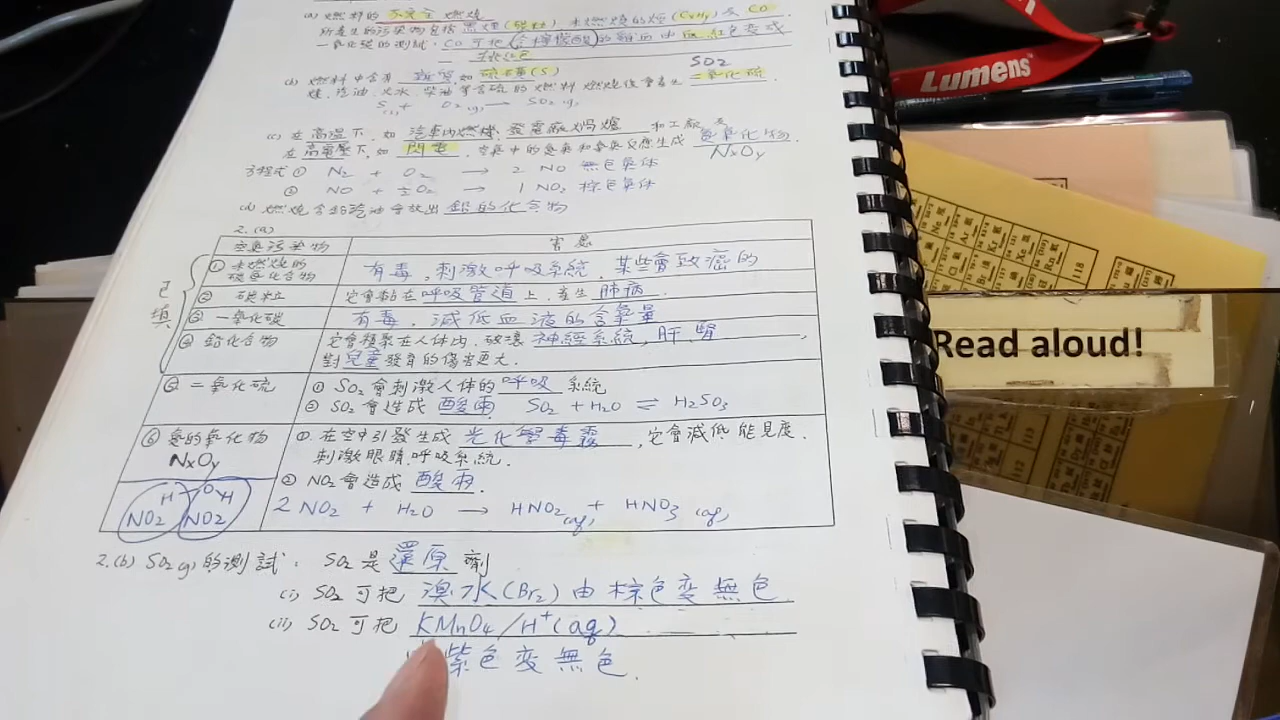 (a) 燃料的 不完全燃燒
所產生的污染物包括 黑煙(碳粒) 未燃燒的烴(CxHy) 及 CO
一氧化碳的測試：CO可把(含檸檬酸)的雞血由 血紅色變成
(b) 燃料中含有 雜質如硫磺(S) SO2
煤、汽油、火水、柴油等含硫的燃料燃燒後會產生 二氧化硫
S(s) + O2(g) → SO2(g)
(c) 在高溫下，如 汽車內燃機、發電廠鍋爐 和工廠及
在高電壓下，如 閃電，空氣中的氮氣和氧氣反應生成 氮氧化物
NxOy
方程式 ① N2 + O2 → 2 NO 無色氣體
② NO + ½O2 → 1 NO2 棕色氣體
(d) 燃燒含鉛汽油會放出 鉛的化合物
2.(a)
空氣污染物 害處
① 未燃燒的碳氫化合物 有毒，刺激呼吸系統，某些會致癌的
② 碳粒 它會黏在呼吸管道上，產生 肺病
已填
③ 一氧化碳 有毒，減低血液的含氧量
④ 鉛化合物 它會積聚在人體內，破壞 神經系統，肝，腎，
對兒童發育的傷害更大.
⑤ 二氧化硫 ① SO2會刺激人體的呼吸系統
② SO2會造成 酸雨 SO2 + H2O ⇌ H2SO3
⑥ 氮的氧化物 ①. 在空中引發生成 光化學毒霧，它會減低能見度.
NxOy 刺激眼睛、呼吸系統.
② NO2會造成 酸雨.
H O H
NO2 NO2
2 NO2 + H2O → HNO2(aq) + HNO3 (aq)
2.(b) SO2(g)的測試： SO2是還原劑
(i) SO2可把 溴水(Br2)由棕色變無色
(ii) SO2可把 KMnO4/H+(aq)
紫色變無色.
Lumens®
Read aloud!
118